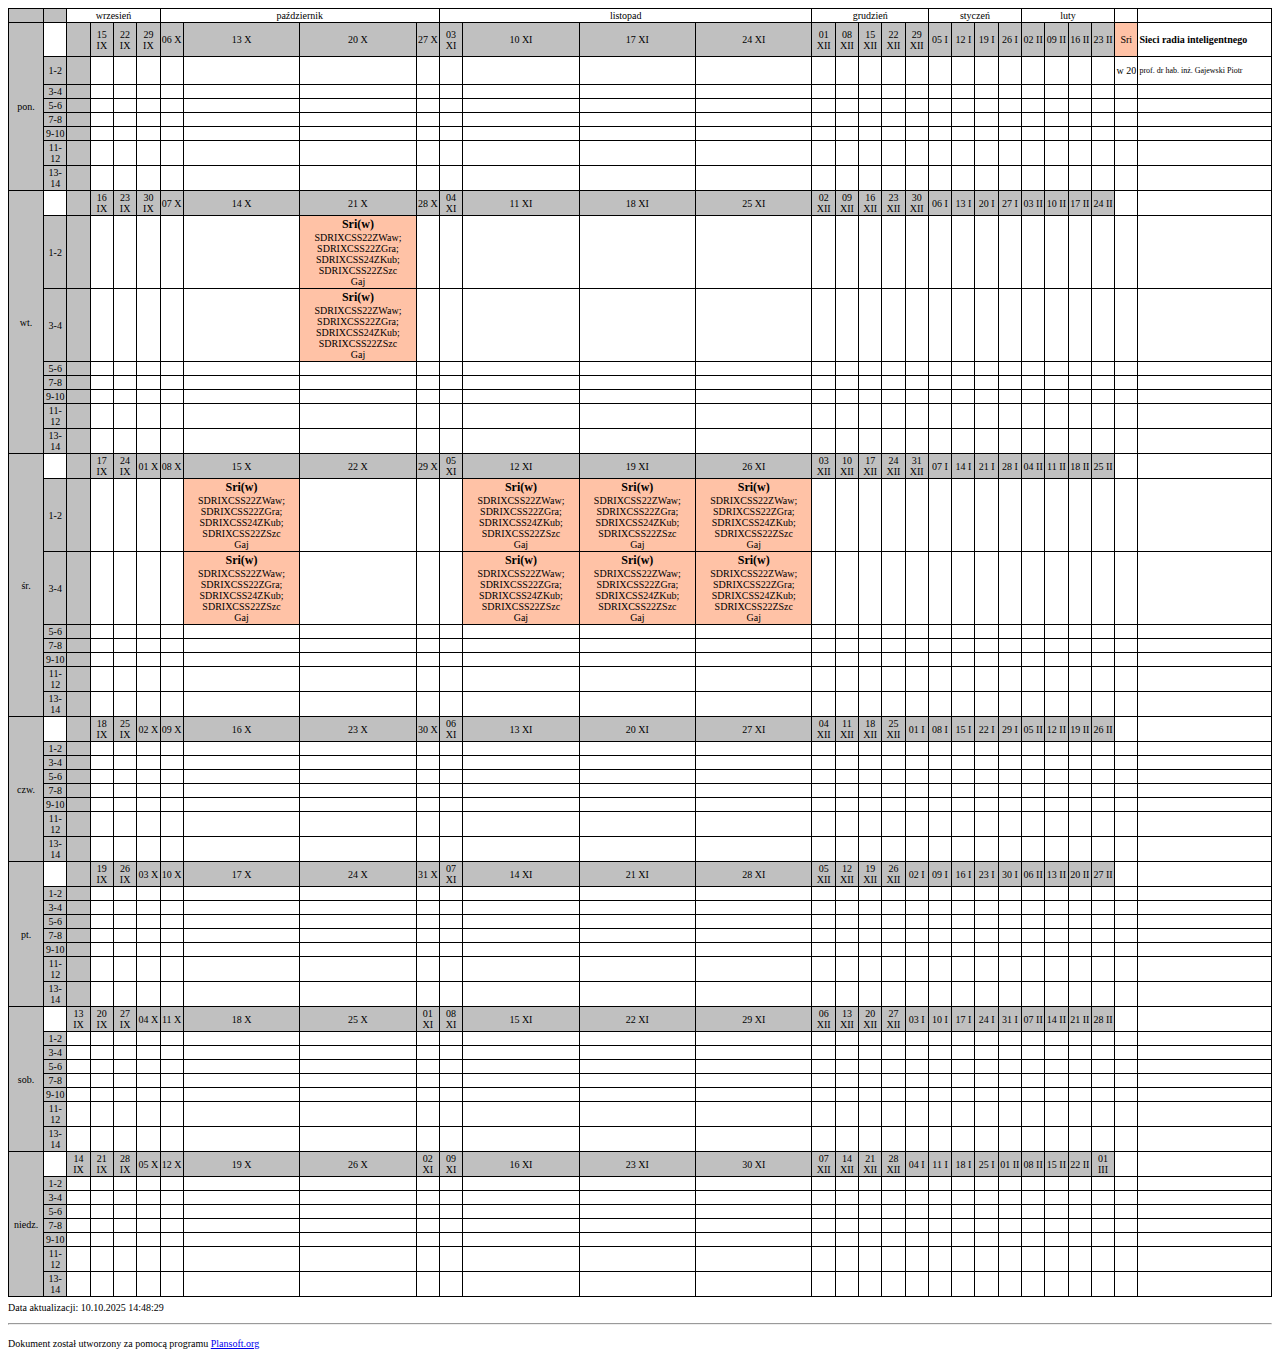 wrzesień październik listopad grudzień styczeń luty
pon. 15 IX 22 IX 29 IX 06 X 13 X 20 X 27 X 03 XI 10 XI 17 XI 24 XI 01 XII 08 XII 15 XII 22 XII 29 XII 05 I 12 I 19 I 26 I 02 II 09 II 16 II 23 II Sri Sieci radia inteligentnego
1-2 w 20 prof. dr hab. inż. Gajewski Piotr
3-4
5-6
7-8
9-10
11-12
13-14
wt. 16 IX 23 IX 30 IX 07 X 14 X 21 X 28 X 04 XI 11 XI 18 XI 25 XI 02 XII 09 XII 16 XII 23 XII 30 XII 06 I 13 I 20 I 27 I 03 II 10 II 17 II 24 II
1-2
Sri(w)
SDRIXCSS22ZWaw;
SDRIXCSS22ZGra;
SDRIXCSS24ZKub;
SDRIXCSS22ZSzc
Gaj
3-4
Sri(w)
SDRIXCSS22ZWaw;
SDRIXCSS22ZGra;
SDRIXCSS24ZKub;
SDRIXCSS22ZSzc
Gaj
5-6
7-8
9-10
11-12
13-14
śr. 17 IX 24 IX 01 X 08 X 15 X 22 X 29 X 05 XI 12 XI 19 XI 26 XI 03 XII 10 XII 17 XII 24 XII 31 XII 07 I 14 I 21 I 28 I 04 II 11 II 18 II 25 II
1-2
Sri(w) Sri(w) Sri(w) Sri(w)
SDRIXCSS22ZWaw; SDRIXCSS22ZWaw; SDRIXCSS22ZWaw; SDRIXCSS22ZWaw;
SDRIXCSS22ZGra; SDRIXCSS22ZGra; SDRIXCSS22ZGra; SDRIXCSS22ZGra;
SDRIXCSS24ZKub; SDRIXCSS24ZKub; SDRIXCSS24ZKub; SDRIXCSS24ZKub;
SDRIXCSS22ZSzc SDRIXCSS22ZSzc SDRIXCSS22ZSzc SDRIXCSS22ZSzc
Gaj Gaj Gaj Gaj
3-4
Sri(w) Sri(w) Sri(w) Sri(w)
SDRIXCSS22ZWaw; SDRIXCSS22ZWaw; SDRIXCSS22ZWaw; SDRIXCSS22ZWaw;
SDRIXCSS22ZGra; SDRIXCSS22ZGra; SDRIXCSS22ZGra; SDRIXCSS22ZGra;
SDRIXCSS24ZKub; SDRIXCSS24ZKub; SDRIXCSS24ZKub; SDRIXCSS24ZKub;
SDRIXCSS22ZSzc SDRIXCSS22ZSzc SDRIXCSS22ZSzc SDRIXCSS22ZSzc
Gaj Gaj Gaj Gaj
5-6
7-8
9-10
11-12
13-14
czw. 18 IX 25 IX 02 X 09 X 16 X 23 X 30 X 06 XI 13 XI 20 XI 27 XI 04 XII 11 XII 18 XII 25 XII 01 I 08 I 15 I 22 I 29 I 05 II 12 II 19 II 26 II
1-2
3-4
5-6
7-8
9-10
11-12
13-14
pt. 19 IX 26 IX 03 X 10 X 17 X 24 X 31 X 07 XI 14 XI 21 XI 28 XI 05 XII 12 XII 19 XII 26 XII 02 I 09 I 16 I 23 I 30 I 06 II 13 II 20 II 27 II
1-2
3-4
5-6
7-8
9-10
11-12
13-14
sob. 13 IX 20 IX 27 IX 04 X 11 X 18 X 25 X 01 XI 08 XI 15 XI 22 XI 29 XI 06 XII 13 XII 20 XII 27 XII 03 I 10 I 17 I 24 I 31 I 07 II 14 II 21 II 28 II
1-2
3-4
5-6
7-8
9-10
11-12
13-14
niedz. 14 IX 21 IX 28 IX 05 X 12 X 19 X 26 X 02 XI 09 XI 16 XI 23 XI 30 XI 07 XII 14 XII 21 XII 28 XII 04 I 11 I 18 I 25 I 01 II 08 II 15 II 22 II 01 III
1-2
3-4
5-6
7-8
9-10
11-12
13-14
Data aktualizacji: 10.10.2025 14:48:29
Dokument został utworzony za pomocą programu Plansoft.org